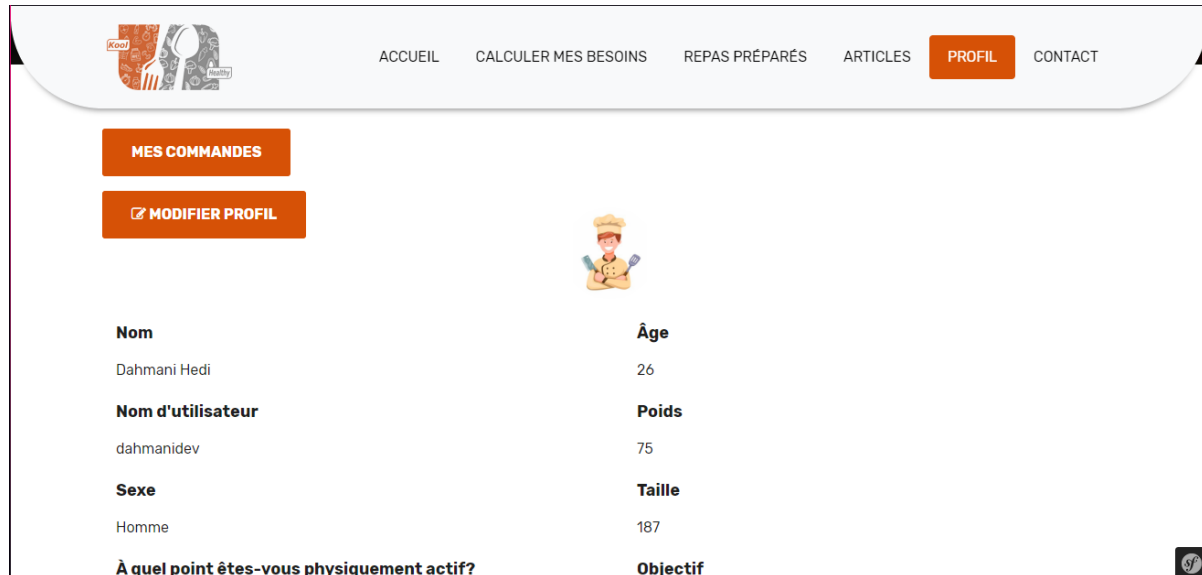 Kool
Healthy
ACCUEIL CALCULER MES BESOINS REPAS PRÉPARÉS ARTICLES PROFIL CONTACT
MES COMMANDES
MODIFIER PROFIL
Nom Âge
Dahmani Hedi 26
Nom d'utilisateur Poids
dahmanidev 75
Sexe Taille
Homme 187
À quel point êtes-vous physiquement actif? Objectif
sf